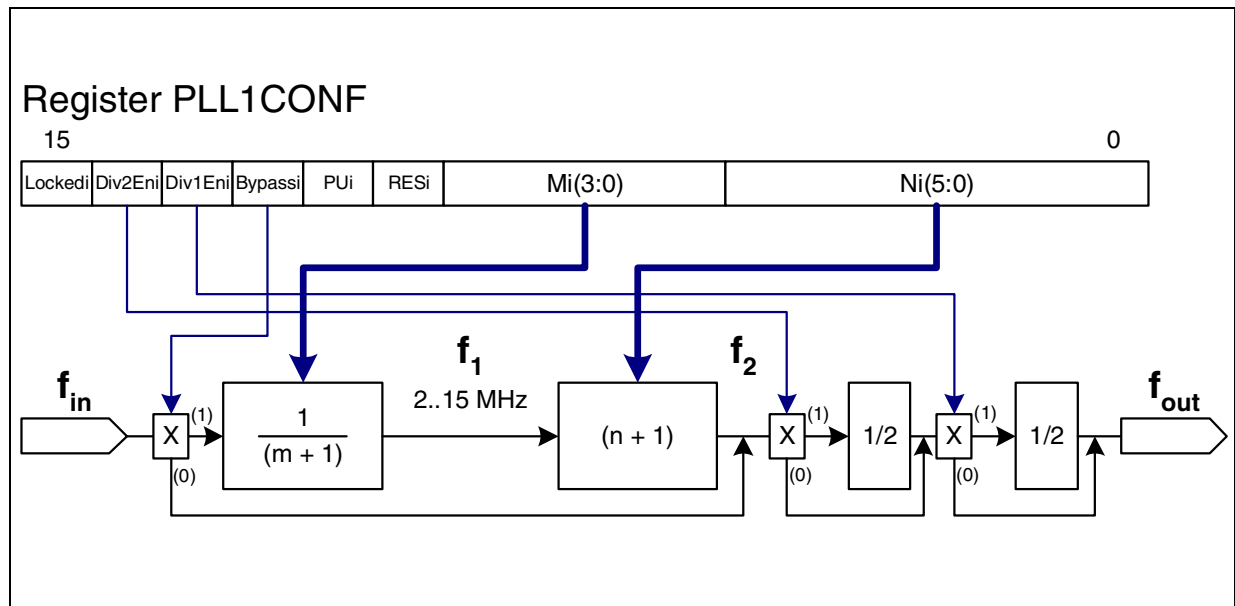 Register PLL1CONF
15 0
Lockedi Div2Eni Div1Eni Bypassi PUi RESi Mi(3:0) Ni(5:0)
f1 f2
fin 2..15 MHz fout
X (1) 1 (n + 1) X (1) 1/2 X (1) 1/2
(m + 1)
(0) (0) (0)